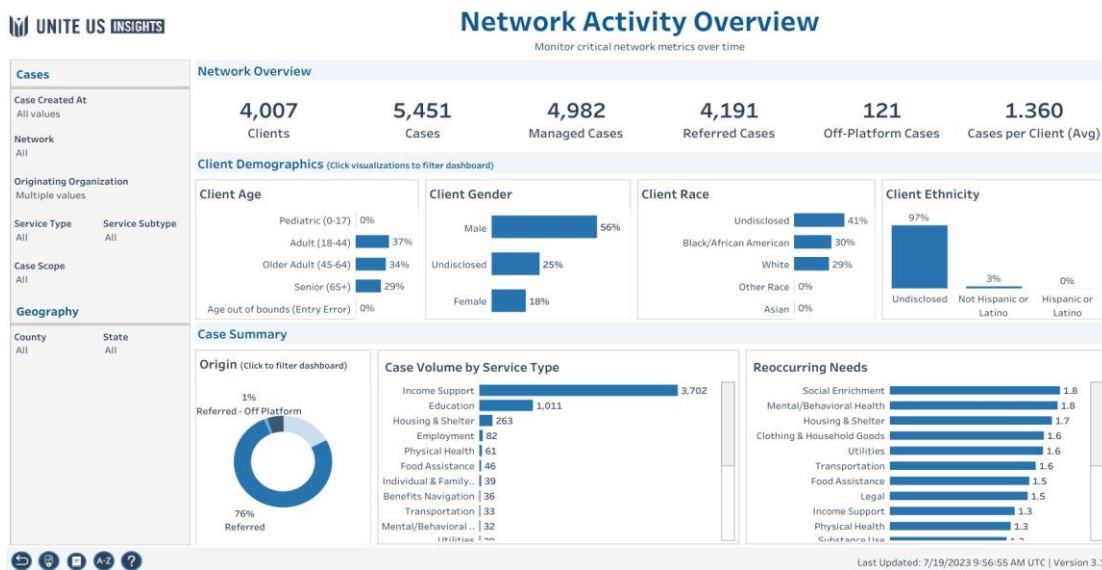 UNITE US INSIGHTS
Network Activity Overview
Monitor critical network metrics over time
Cases
Case Created At
All values
Network
All
Originating Organization
Multiple values
Service Type Service Subtype
All All
Case Scope
All
Geography
County State
All All
Network Overview
4,007 5,451 4,982 4,191 121 1.360
Clients Cases Managed Cases Referred Cases Off-Platform Cases Cases per Client (Avg)
Client Demographics (Click visualizations to filter dashboard)
Client Age
Pediatric (0-17) 0%
Adult (18-44) 37%
Older Adult (45-64) 34%
Senior (65+) 29%
Age out of bounds (Entry Error) 0%
Client Gender
Male 56%
Undisclosed 25%
Female 18%
Client Race
Undisclosed 41%
Black/African American 30%
White 29%
Other Race 0%
Asian 0%
Client Ethnicity
97% 3% 0%
Undisclosed Not Hispanic or Hispanic or
Latino Latino
Case Summary
Origin (Click to filter dashboard)
1%
Referred - Off Platform
76%
Referred
Case Volume by Service Type
Income Support 3,702
Education 1,011
Housing & Shelter 263
Employment 82
Physical Health 61
Food Assistance 46
Individual & Family.. 39
Benefits Navigation 36
Transportation 33
Mental/Behavioral .. 32
Utilities
Reoccurring Needs
Social Enrichment 1.8
Mental/Behavioral Health 1.8
Housing & Shelter 1.7
Clothing & Household Goods 1.6
Utilities 1.6
Transportation 1.6
Food Assistance 1.5
Legal 1.5
Income Support 1.3
Physical Health 1.3
Substance Use
A-Z ?
Last Updated: 7/19/2023 9:56:55 AM UTC | Version 3.